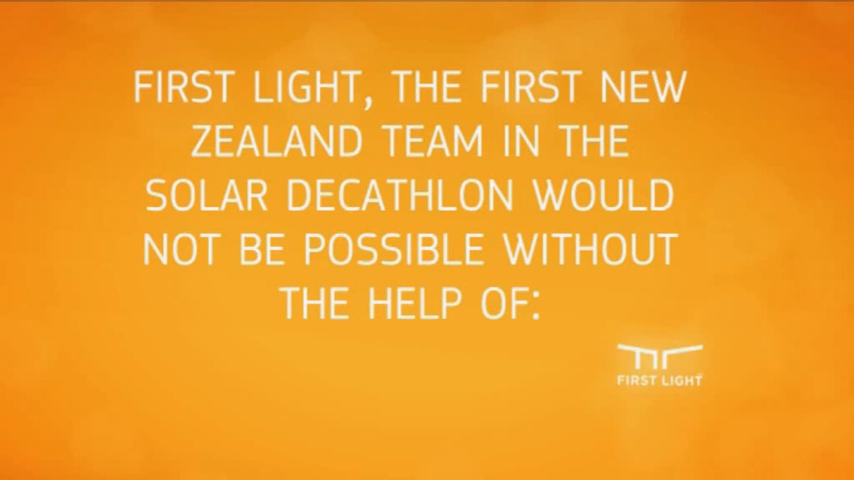 FIRST LIGHT, THE FIRST NEW
ZEALAND TEAM IN THE
SOLAR DECATHLON WOULD
NOT BE POSSIBLE WITHOUT
THE HELP OF:
FIRST LIGHT